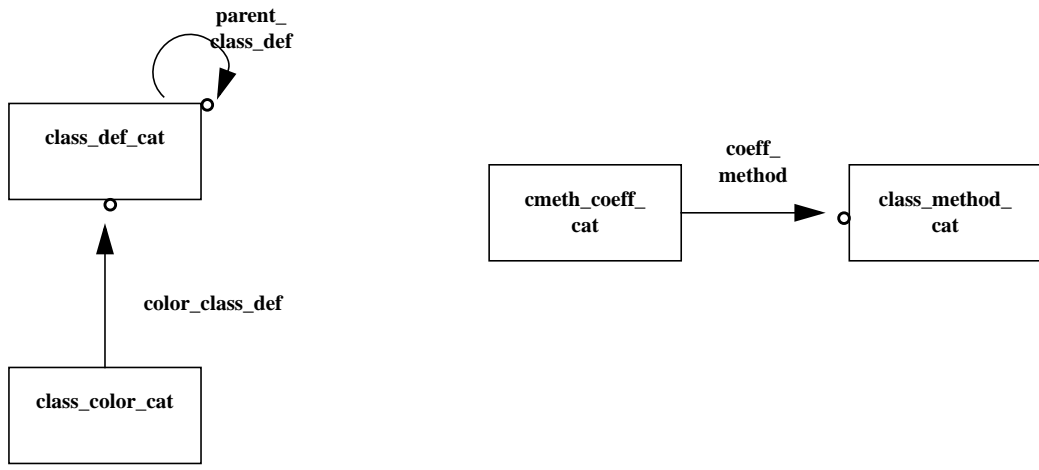 parent_
class_def
class_def_cat
coeff_
method
cmeth_coeff_
cat
class_method_
cat
color_class_def
class_color_cat